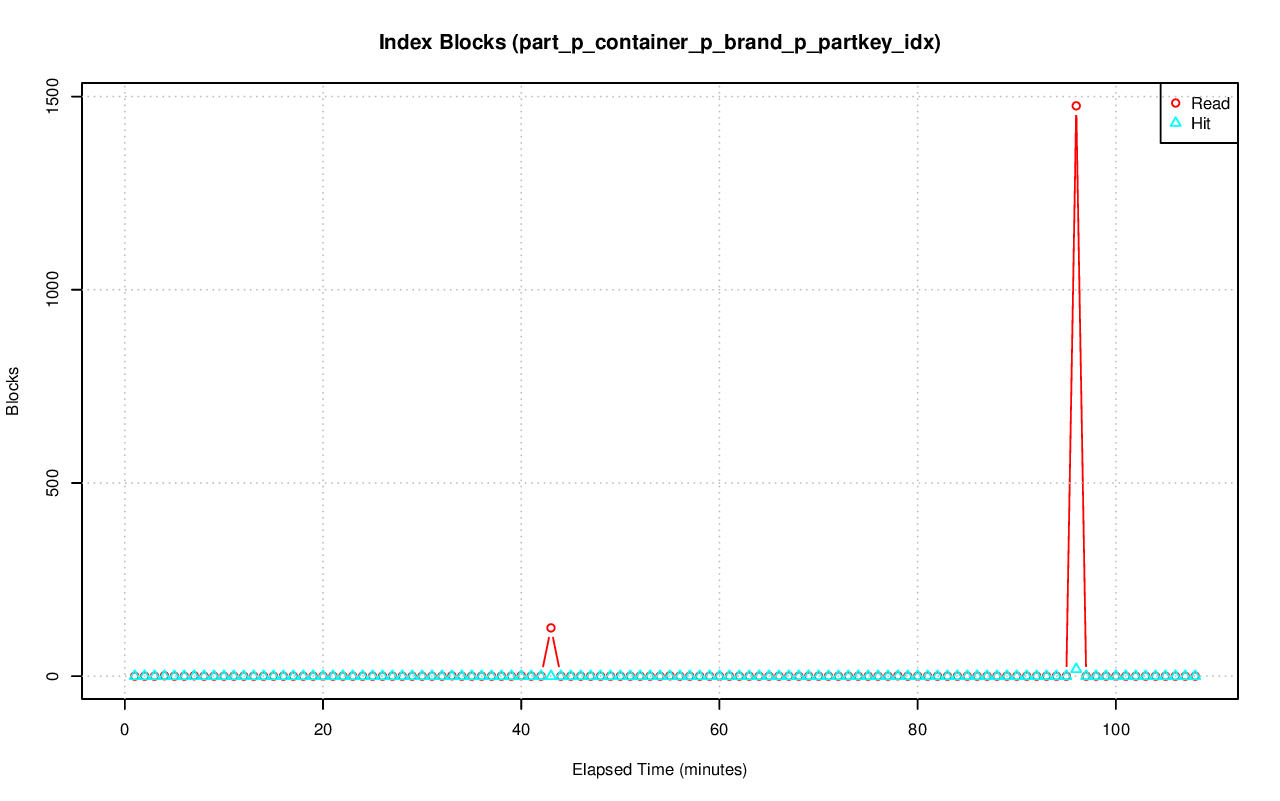 Index Blocks (part_p_container_p_brand_p_partkey_idx)
Read
Hit
1500
1000
500
0
Blocks
0 20 40 60 80 100
Elapsed Time (minutes)